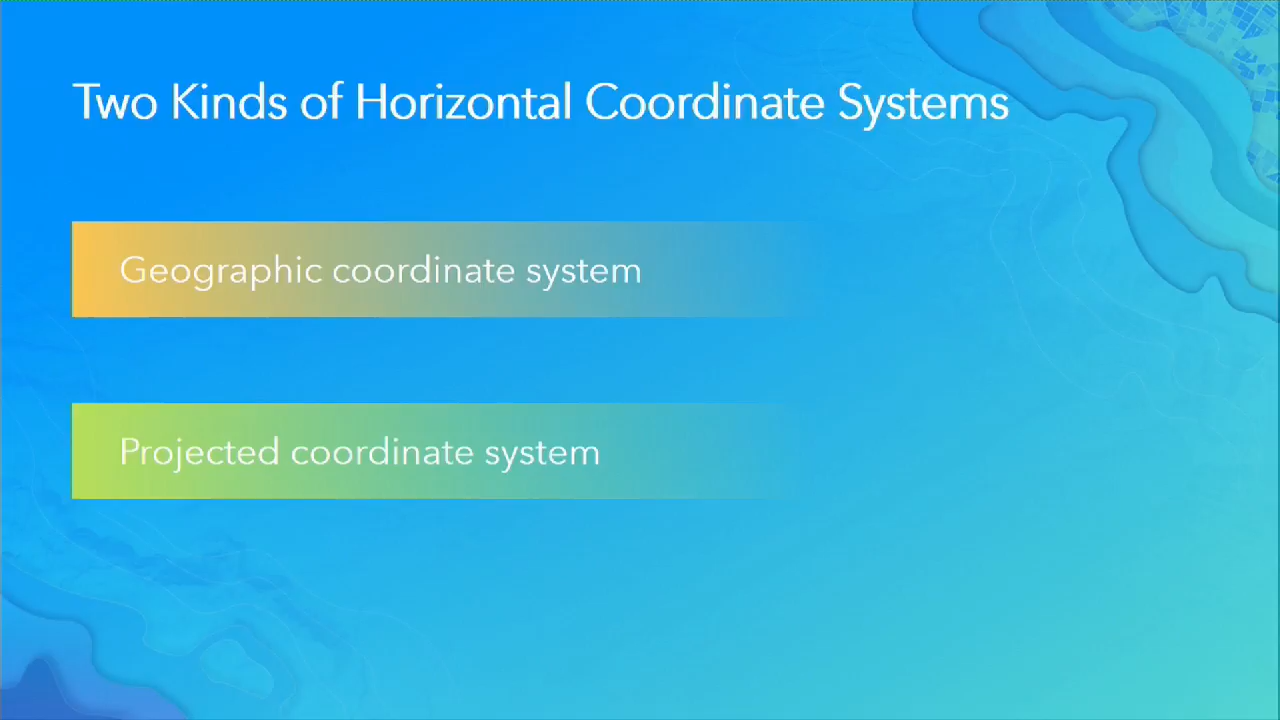 Two Kinds of Horizontal Coordinate Systems
Geographic coordinate system
Projected coordinate system